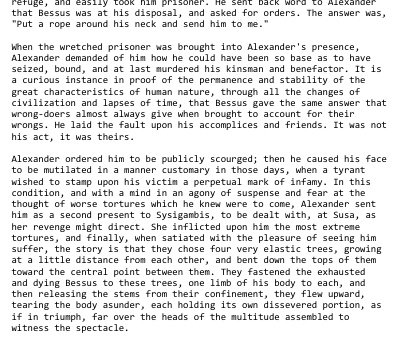 refuge, and easily took him prisoner. He sent back word to Alexander
that Bessus was at his disposal, and asked for orders. The answer was,
"Put a rope around his neck and send him to me."

When the wretched prisoner was brought into Alexander's presence,
Alexander demanded of him how he could have been so base as to have
seized, bound, and at last murdered his kinsman and benefactor. It is
a curious instance in proof of the permanence and stability of the
great characteristics of human nature, through all the changes of
civilization and lapses of time, that Bessus gave the same answer that
wrong-doers almost always give when brought to account for their
wrongs. He laid the fault upon his accomplices and friends. It was not
his act, it was theirs.

Alexander ordered him to be publicly scourged; then he caused his face
to be mutilated in a manner customary in those days, when a tyrant
wished to stamp upon his victim a perpetual mark of infamy. In this
condition, and with a mind in an agony of suspense and fear at the
thought of worse tortures which he knew were to come, Alexander sent
him as a second present to Sysigambis, to be dealt with, at Susa, as
her revenge might direct. She inflicted upon him the most extreme
tortures, and finally, when satiated with the pleasure of seeing him
suffer, the story is that they chose four very elastic trees, growing
at a little distance from each other, and bent down the tops of them
toward the central point between them. They fastened the exhausted
and dying Bessus to these trees, one limb of his body to each, and
then releasing the stems from their confinement, they flew upward,
tearing the body asunder, each holding its own dissevered portion, as
if in triumph, far over the heads of the multitude assembled to
witness the spectacle.